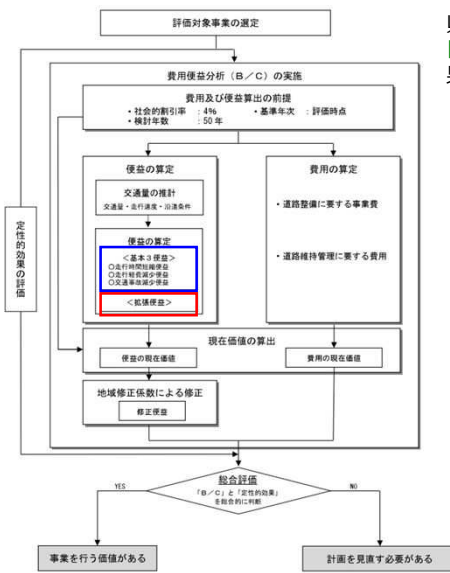 評価対象事業の選定
費用便益分析(B/C)の実施
費用及び便益算出の前提
・社会的割引率 : 4% ・基準年次 : 評価時点
・検討年数 : 50年
便益の算定
費用の算定
交通量の推計
交通量・走行速度・沿道条件
・道路整備に要する事業費
便益の算定
<基本3便益>
○走行時間短縮便益
○走行経費減少便益
○交通事故減少便益
・道路維持管理に要する費用
<拡張便益>
定性的効果の評価
現在価値の算出
便益の現在価値
費用の現在価値
地域修正係数による修正
修正便益
総合評価
YES
「B/C」と「定性的効果」
NO
を総合的に判断
事業を行う価値がある
計画を見直す必要がある